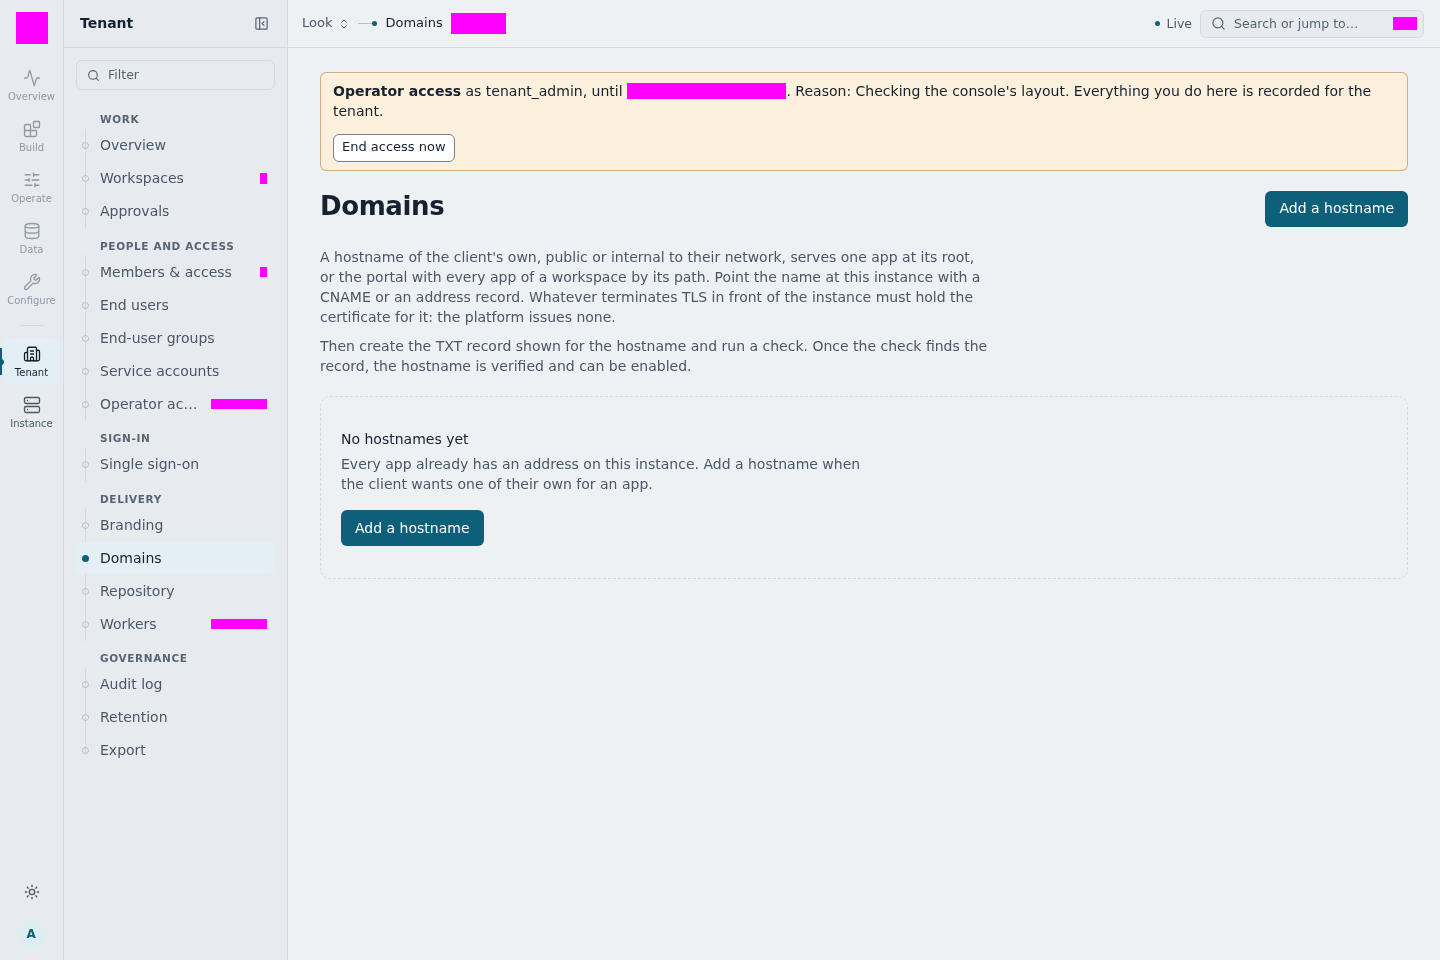 Tenant
Look
Domains
Live
Search or jump to…
Overview
Build
Operate
Data
Configure
Tenant
Instance
A
Filter
WORK
Overview
Workspaces
Approvals
PEOPLE AND ACCESS
Members & access
End users
End-user groups
Service accounts
Operator ac…
SIGN-IN
Single sign-on
DELIVERY
Branding
Domains
Repository
Workers
GOVERNANCE
Audit log
Retention
Export
Operator access as tenant_admin, until . Reason: Checking the console's layout. Everything you do here is recorded for the
tenant.
End access now
Domains
Add a hostname
A hostname of the client's own, public or internal to their network, serves one app at its root,
or the portal with every app of a workspace by its path. Point the name at this instance with a
CNAME or an address record. Whatever terminates TLS in front of the instance must hold the
certificate for it: the platform issues none.
Then create the TXT record shown for the hostname and run a check. Once the check finds the
record, the hostname is verified and can be enabled.
No hostnames yet
Every app already has an address on this instance. Add a hostname when
the client wants one of their own for an app.
Add a hostname